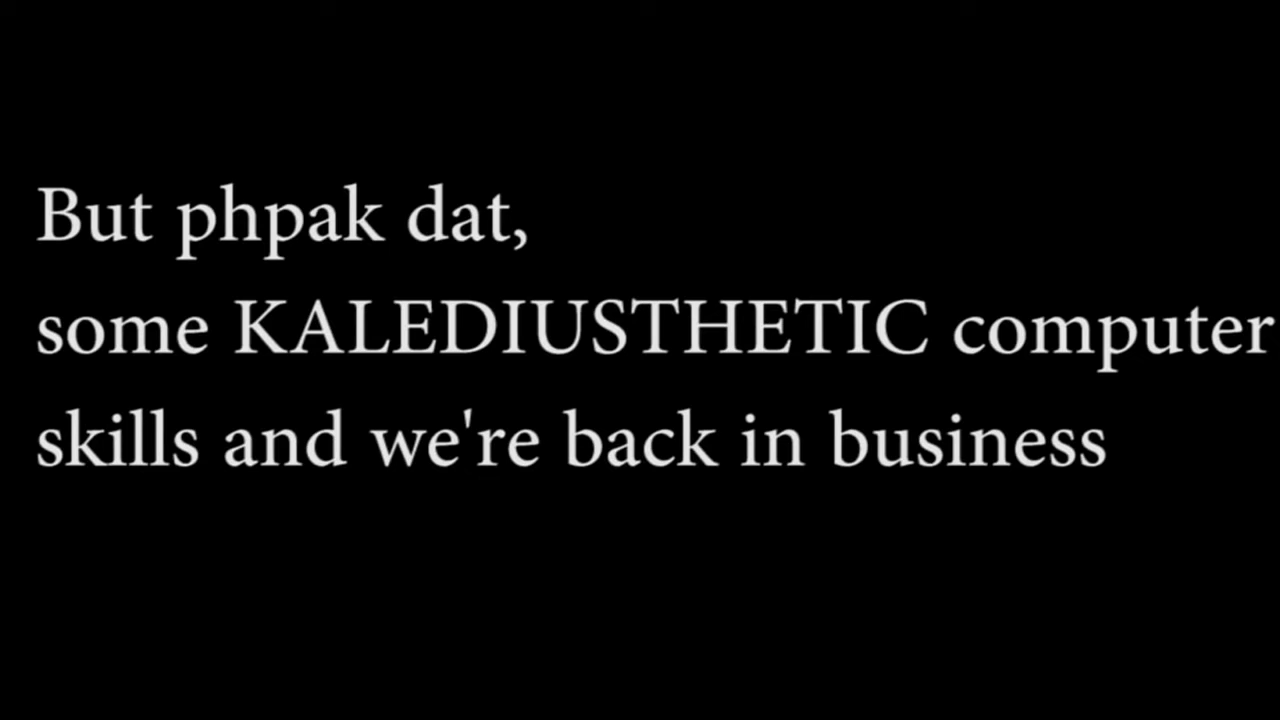 But phpak dat,
some KALEDIUSTHETIC computer
skills and we're back in business